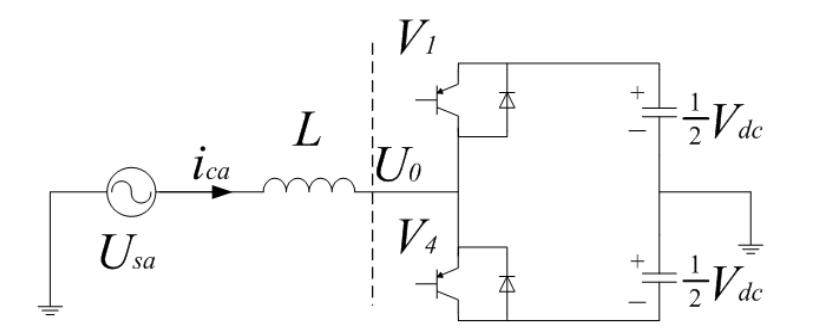 V1
+
1/2 Vdc
−
L
ica
U0
Usa
V4
+
1/2 Vdc
−